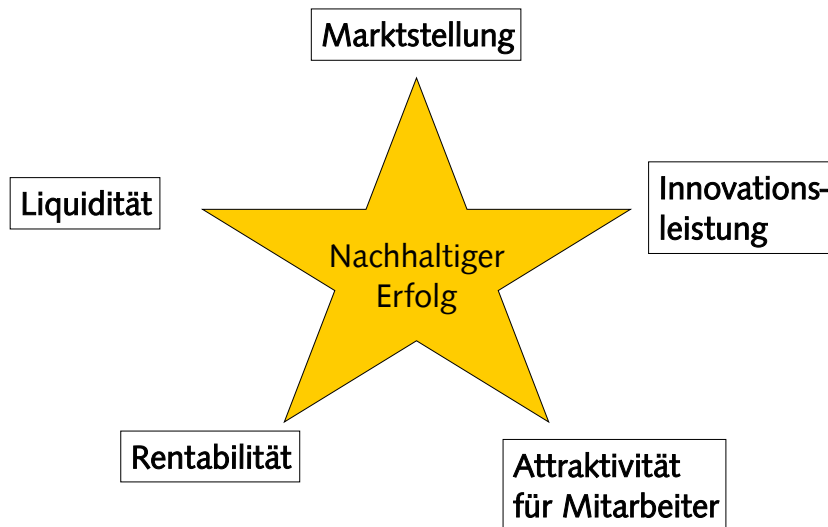 Marktstellung
Liquidität
Innovations-
leistung
Nachhaltiger
Erfolg
Rentabilität
Attraktivität
für Mitarbeiter